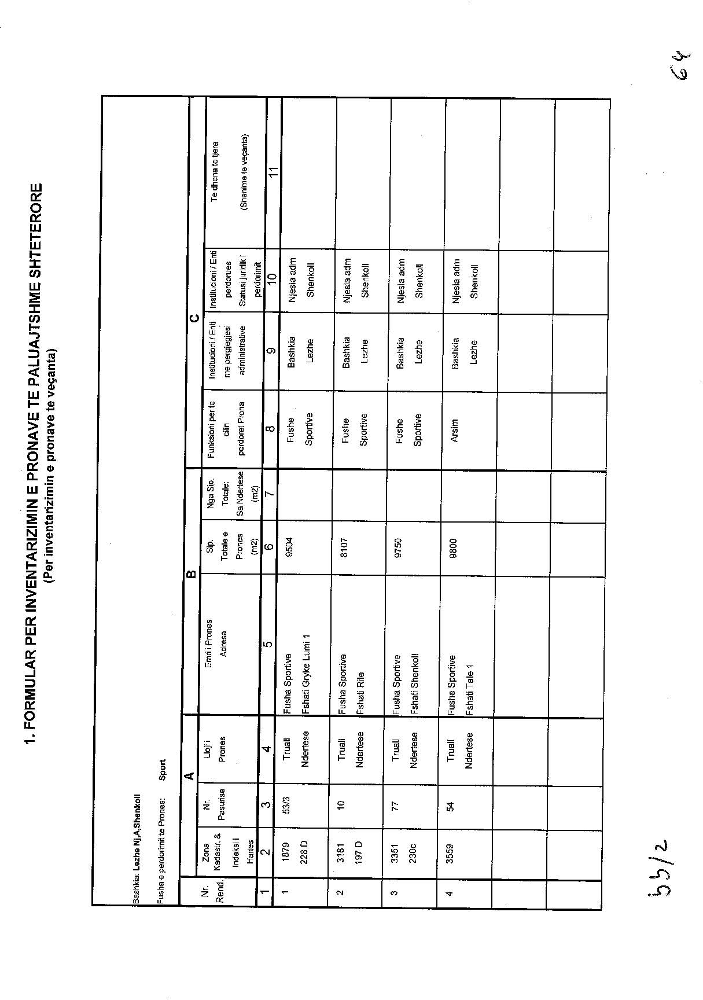 1. FORMULAR PER INVENTARIZIMIN E PRONAVE TE PALUAJTSHME SHTETERORE
(Per inventarizimin e pronave te veçanta)
Bashkia: Lezhe Nj,A,Shenkoll
Fusha e perdorimit te Prones: Sport
A B C
Nr. Rend. Zona Kadastr. & Indeksi i Hartes Nr. Pasurise Lloji i Prones Emri i Prones Adresa Sip. Totale e Prones (m2) Nga Sip. Totale: Sa Ndertese (m2) Funksioni per te cilin perdoret Prona Institucioni / Enti me pergjegjesi administrative Institucioni / Enti perdorues Statusi juridik i perdorimit Te dhena te tjera (Shenime te veçanta)
1 2 3 4 5 6 7 8 9 10 11
1 1879 53/3 Truall Fusha Sportive 9504 Fushe Bashkia Njesia adm
228 D Ndertese Fshati Gryke Lumi 1 Sportive Lezhe Shenkoll
2 3181 10 Truall Fusha Sportive 8107 Fushe Bashkia Njesia adm
197 D Ndertese Fshati Rile Sportive Lezhe Shenkoll
3 3351 77 Truall Fusha Sportive 9750 Fushe Bashkia Njesia adm
230c Ndertese Fshati Shenkoll Sportive Lezhe Shenkoll
4 3559 54 Truall Fushe Sportive 9800 Arsim Bashkia Njesia adm
Ndertese Fshati Tale 1 Lezhe Shenkoll
64